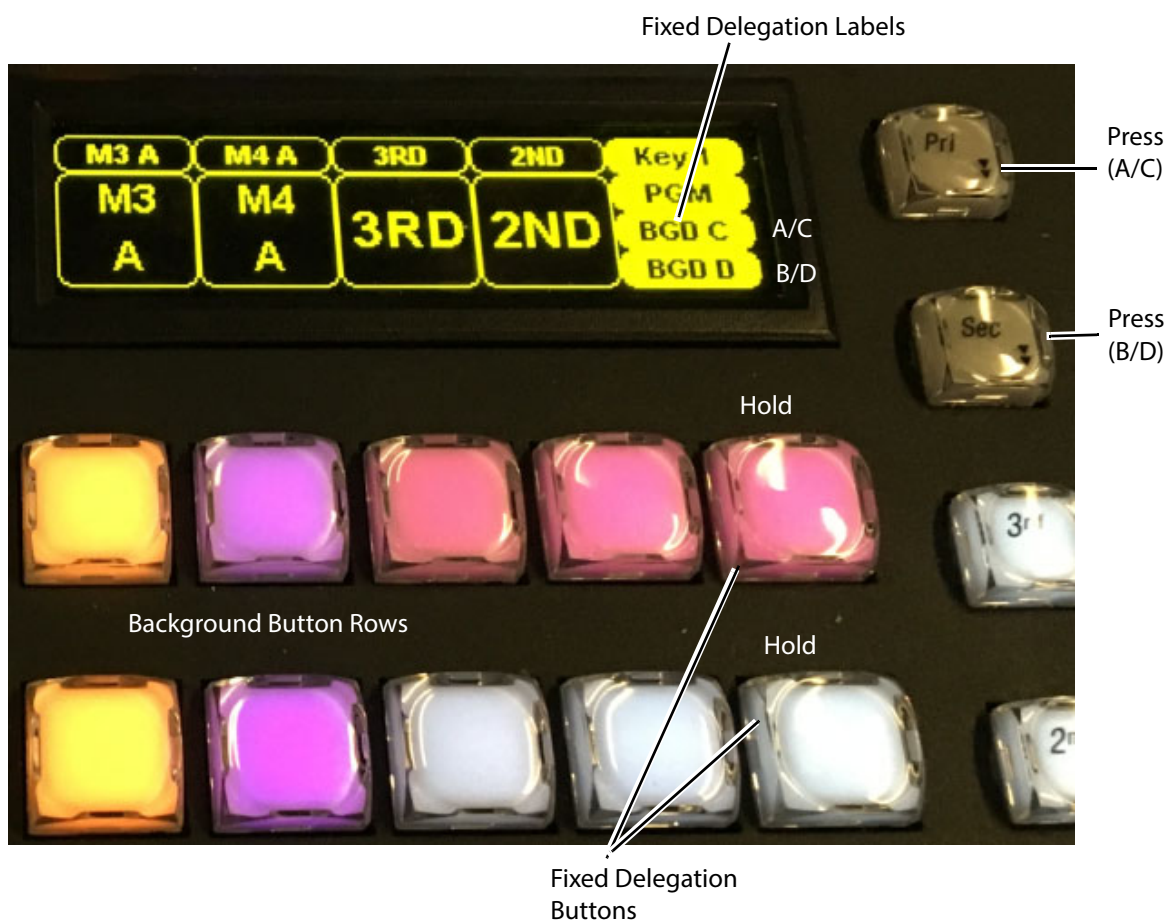 Fixed Delegation Labels
M3 A M4 A 3RD 2ND Key 1
M3 A
M4 A
3RD
2ND
PGM
BGD C
BGD D
A/C
B/D
Pri
Press
(A/C)
Sec
Press
(B/D)
Hold
3rd
Background Button Rows
Hold
Fixed Delegation
Buttons